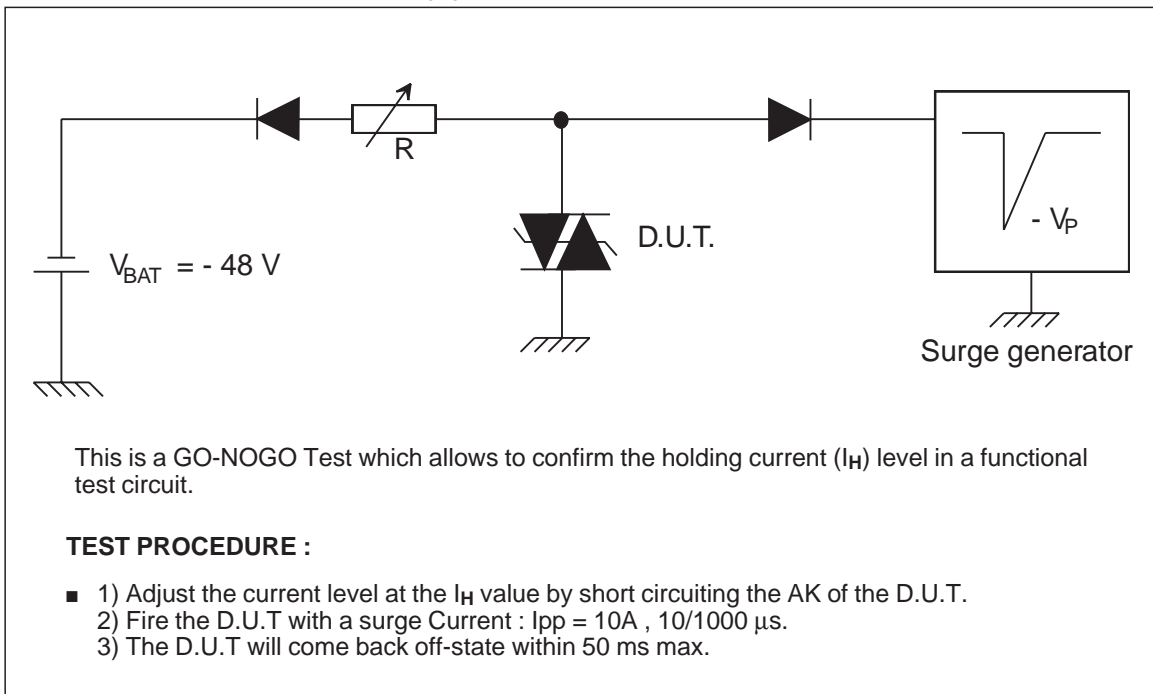 R
D.U.T.
- VP
VBAT = - 48 V
Surge generator
This is a GO-NOGO Test which allows to confirm the holding current (IH) level in a functional
test circuit.
TEST PROCEDURE :
■ 1) Adjust the current level at the IH value by short circuiting the AK of the D.U.T.
2) Fire the D.U.T with a surge Current : Ipp = 10A , 10/1000 µs.
3) The D.U.T will come back off-state within 50 ms max.